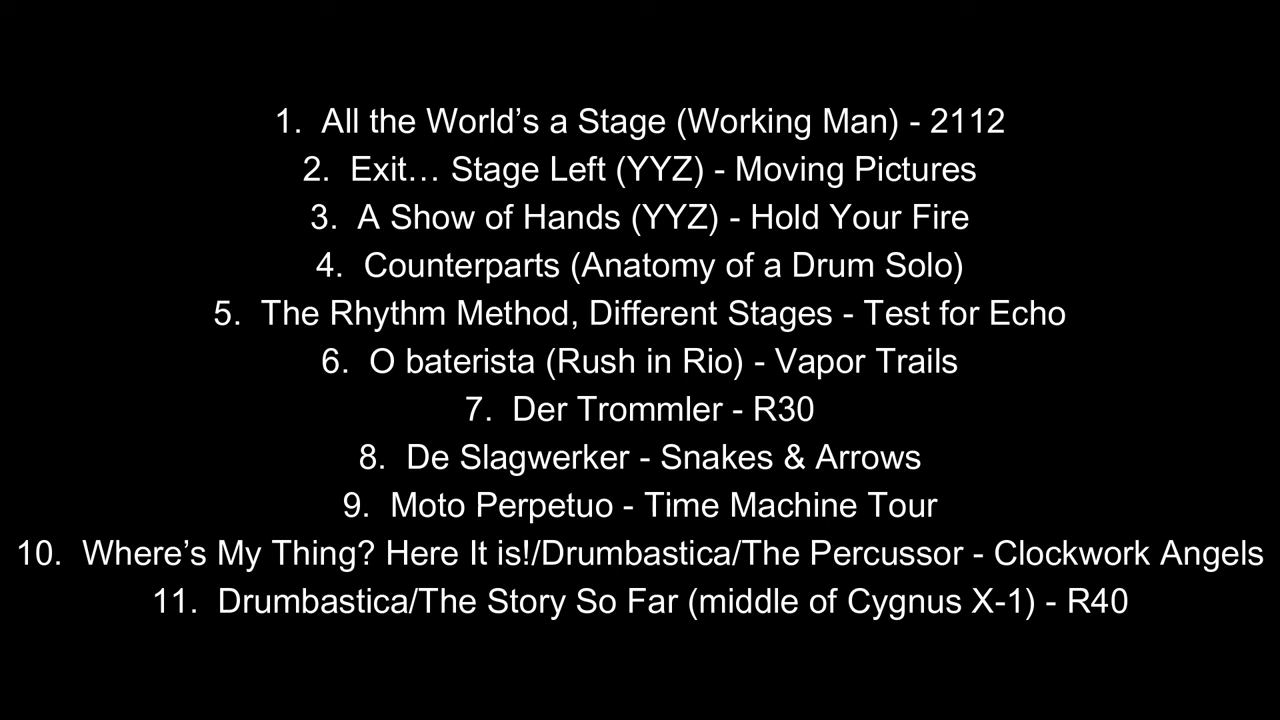 1. All the World’s a Stage (Working Man) - 2112
2. Exit… Stage Left (YYZ) - Moving Pictures
3. A Show of Hands (YYZ) - Hold Your Fire
4. Counterparts (Anatomy of a Drum Solo)
5. The Rhythm Method, Different Stages - Test for Echo
6. O baterista (Rush in Rio) - Vapor Trails
7. Der Trommler - R30
8. De Slagwerker - Snakes & Arrows
9. Moto Perpetuo - Time Machine Tour
10. Where’s My Thing? Here It is!/Drumbastica/The Percussor - Clockwork Angels
11. Drumbastica/The Story So Far (middle of Cygnus X-1) - R40